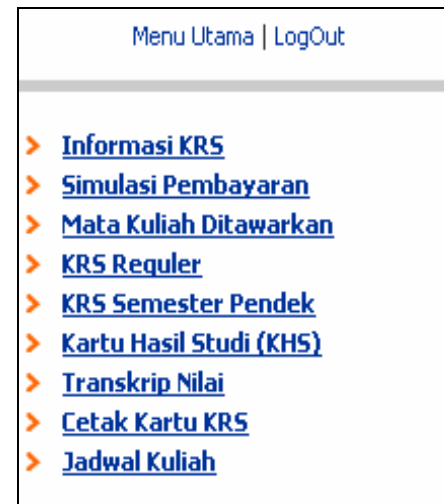 Menu Utama | LogOut
Informasi KRS
Simulasi Pembayaran
Mata Kuliah Ditawarkan
KRS Reguler
KRS Semester Pendek
Kartu Hasil Studi (KHS)
Transkrip Nilai
Cetak Kartu KRS
Jadwal Kuliah